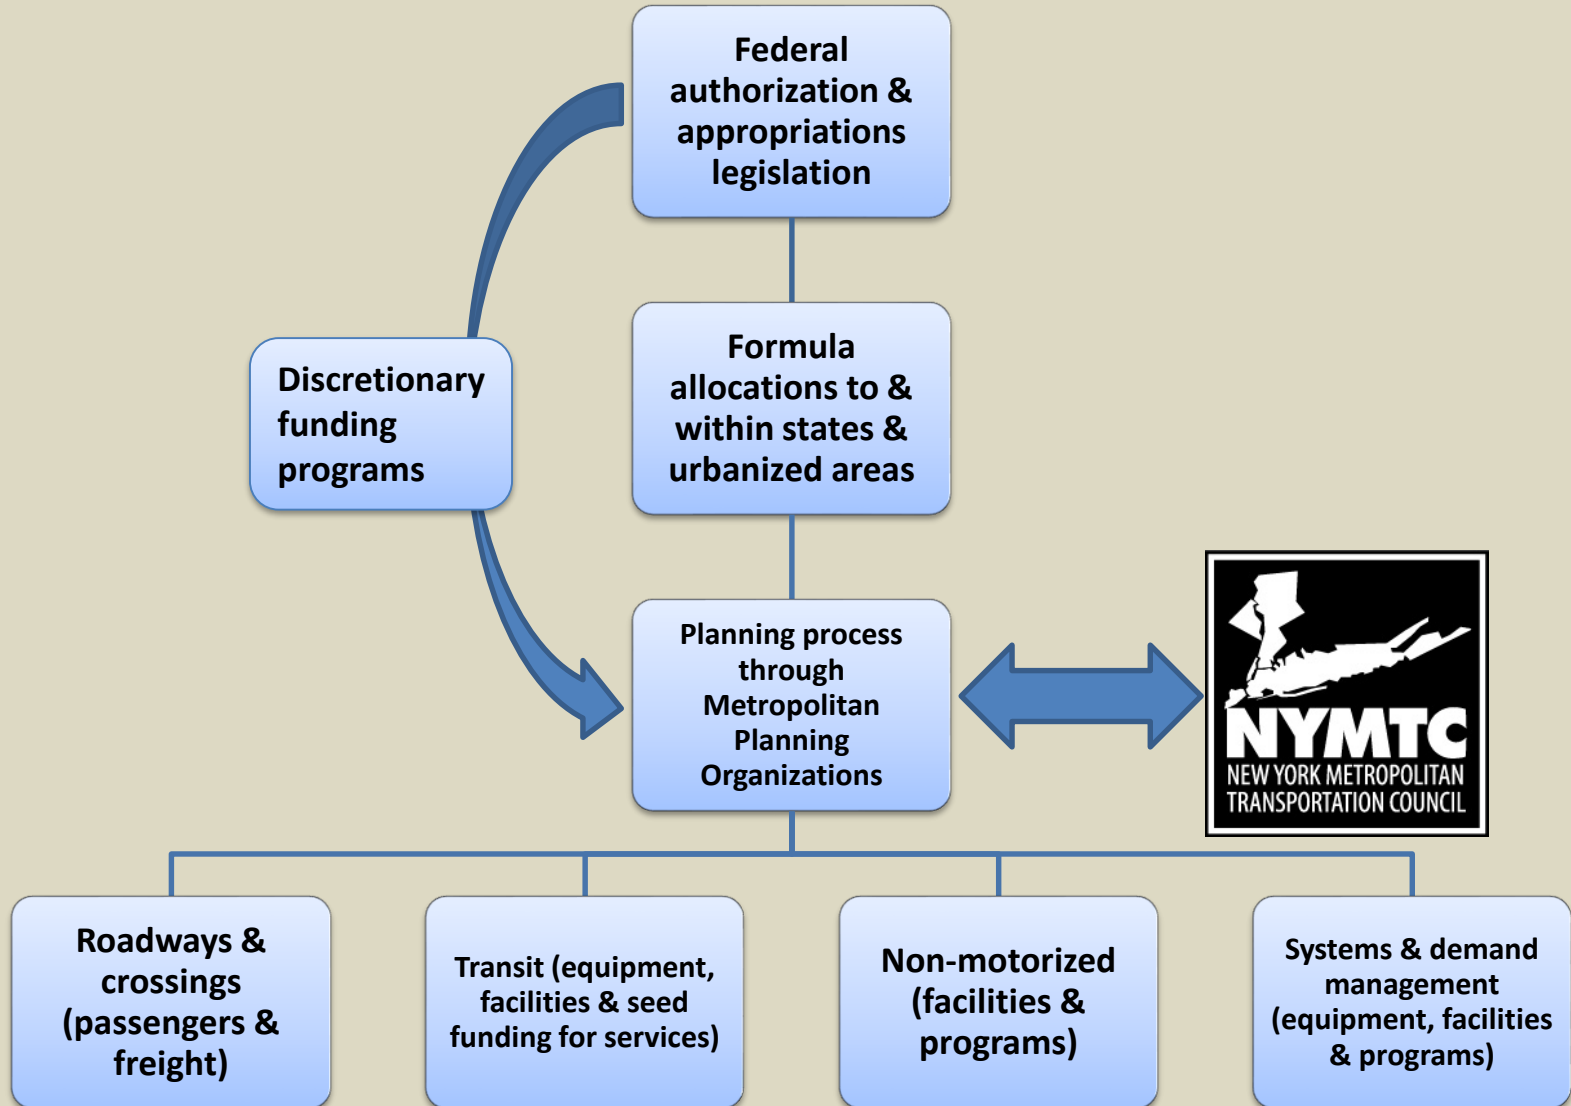 Federal
authorization &
appropriations
legislation
Discretionary
funding
programs
Formula
allocations to &
within states &
urbanized areas
Planning process
through
Metropolitan
Planning
Organizations
NYMTC
NEW YORK METROPOLITAN
TRANSPORTATION COUNCIL
Roadways &
crossings
(passengers &
freight)
Transit (equipment,
facilities & seed
funding for services)
Non-motorized
(facilities &
programs)
Systems & demand
management
(equipment, facilities
& programs)